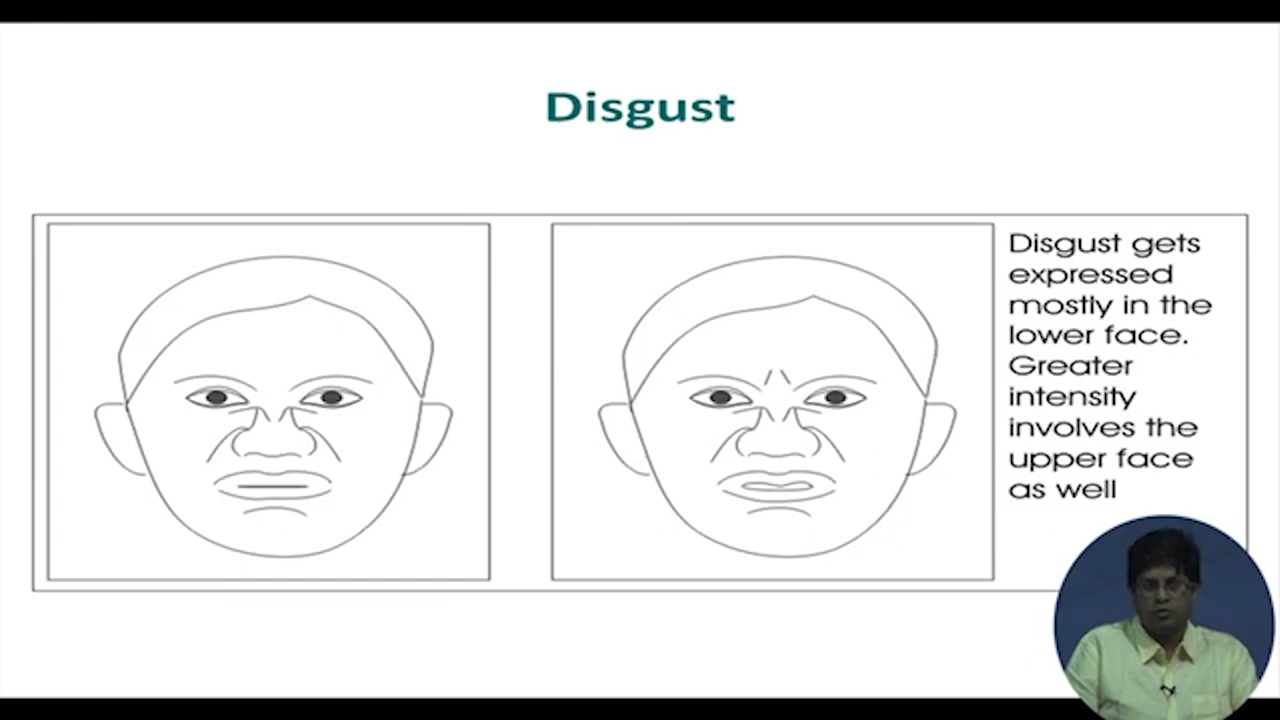 Disgust
Disgust gets
expressed
mostly in the
lower face.
Greater
intensity
involves the
upper face
as well